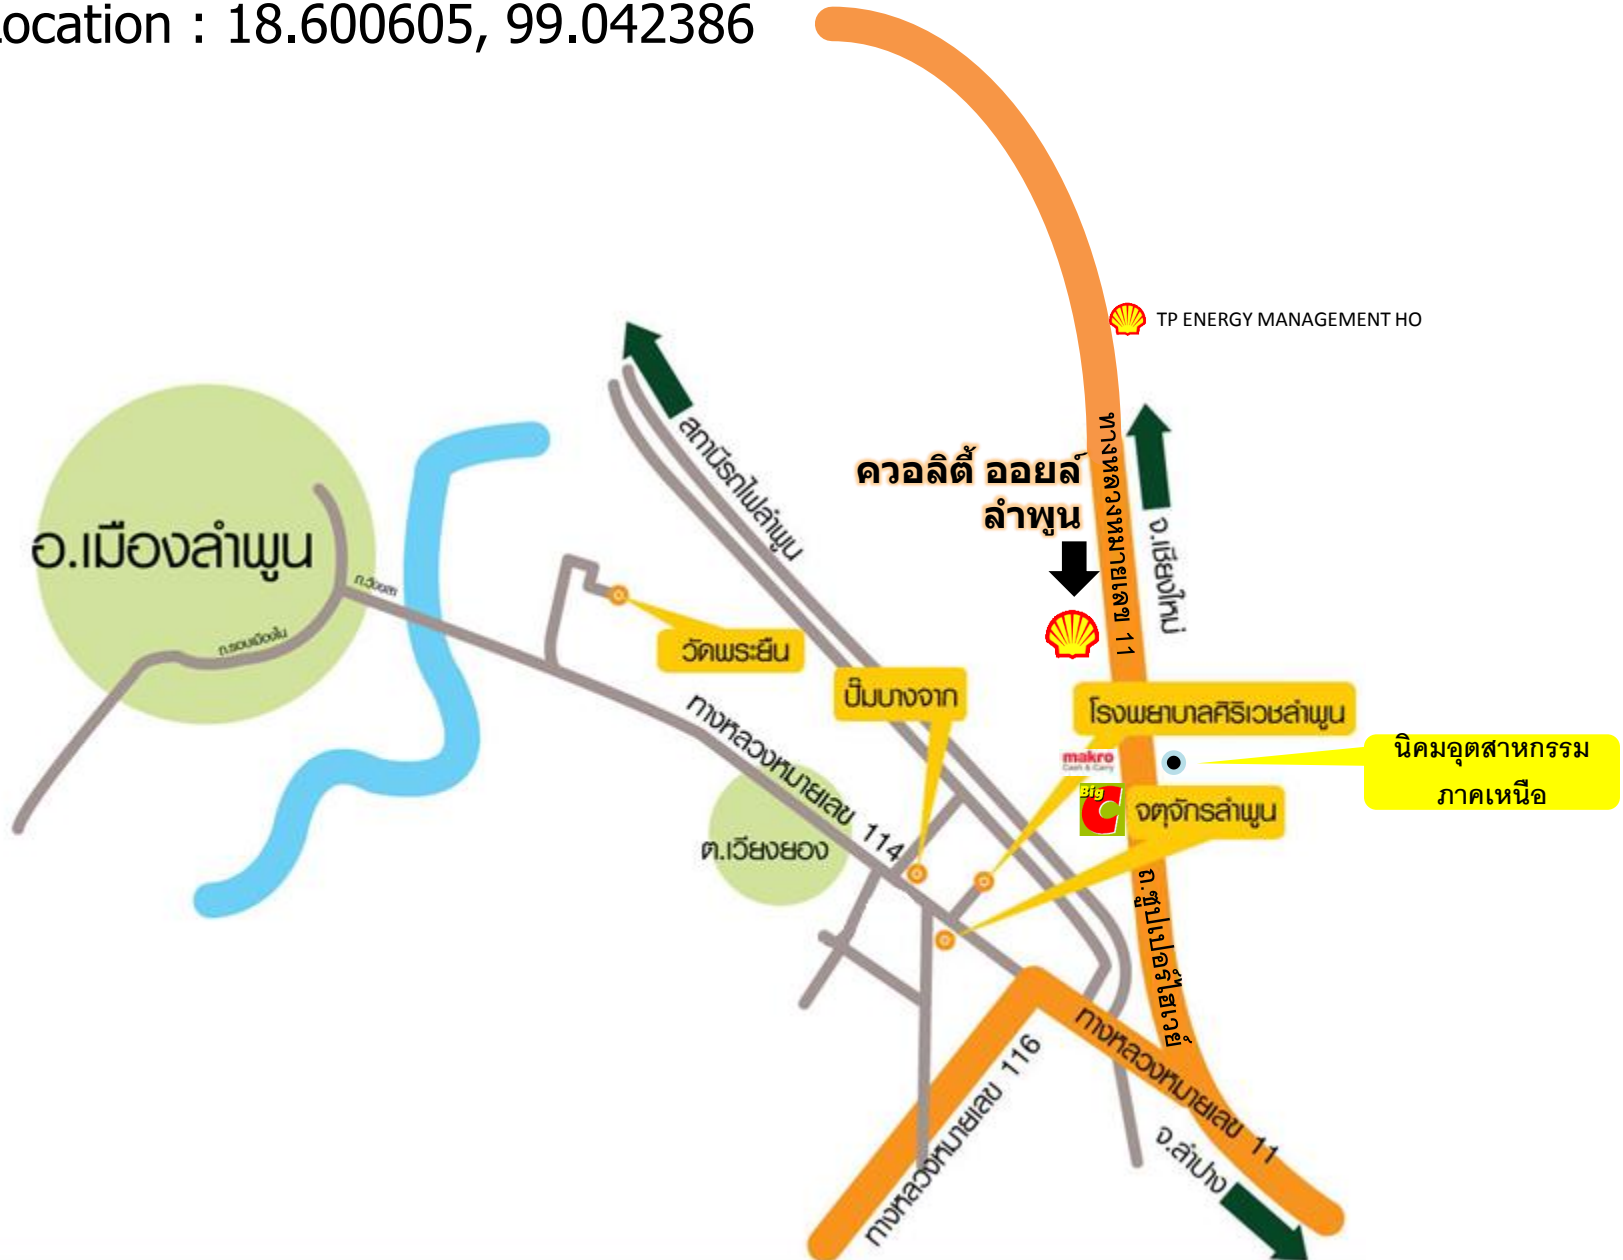 ocation : 18.600605, 99.042386
TP ENERGY MANAGEMENT HO
สถานีรถไฟลำพูน
ควอลิตี้ ออยล์
ลำพูน
ทางหลวงหมายเลข 11
จ.เชียงใหม่
อ.เมืองลำพูน
ถ.วังขวา
ถ.รอบเมืองใน
วัดพระยืน
ปั๊มบางจาก
โรงพยาบาลศิริเวชลำพูน
ทางหลวงหมายเลข 114
makro
Cash & Carry
นิคมอุตสาหกรรม
ภาคเหนือ
Big C
จตุจักรลำพูน
ต.เวียงยอง
ถ.ซูปเปอร์ไฮเวย์
ทางหลวงหมายเลข 116
ทางหลวงหมายเลข 11
จ.ลำปาง